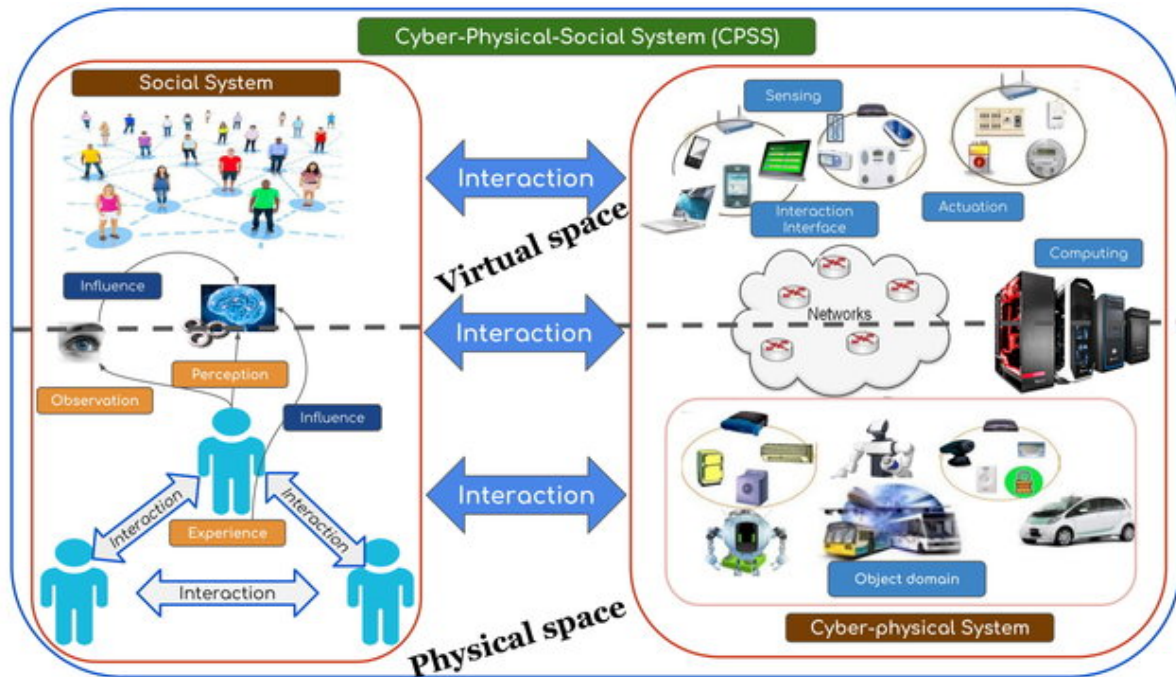 Cyber-Physical-Social System (CPSS)
Social System
Influence
Perception
Observation
Influence
Interaction
Interaction
Experience
Interaction
Interaction
Virtual space
Interaction
Interaction
Physical space
Sensing
Interaction
Interface
Actuation
Computing
Networks
Object domain
Cyber-physical System